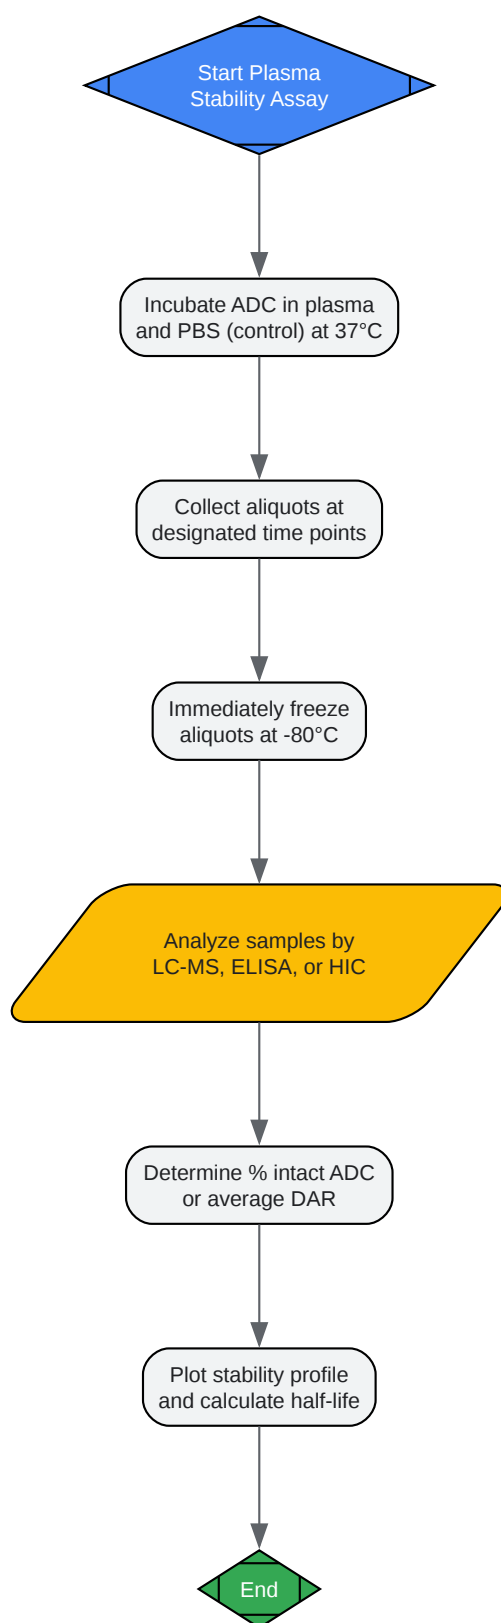 Start Plasma
Stability Assay
Incubate ADC in plasma
and PBS (control) at 37°C
Collect aliquots at
designated time points
Immediately freeze
aliquots at -80°C
Analyze samples by
LC-MS, ELISA, or HIC
Determine % intact ADC
or average DAR
Plot stability profile
and calculate half-life
End